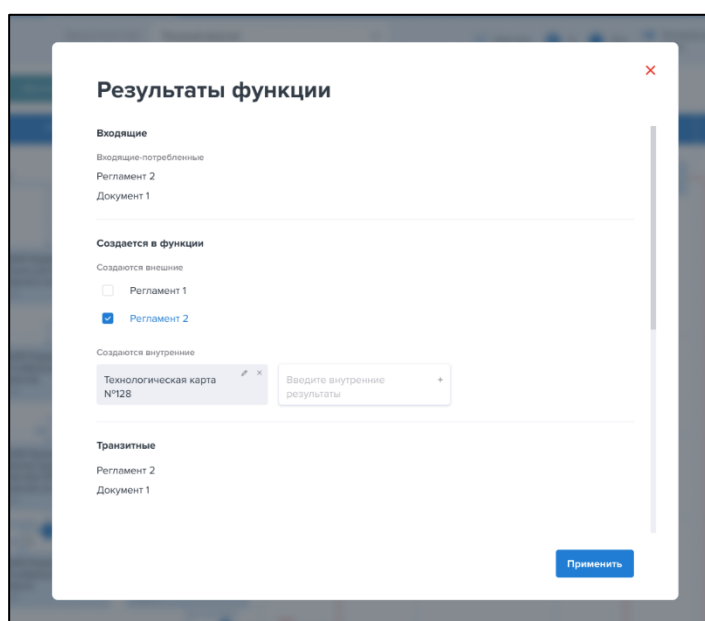 Результаты функции
Входящие
Входящие-потребленные
Регламент 2
Документ 1
Создается в функции
Создаются внешние
Регламент 1
Регламент 2
Создаются внутренние
Технологическая карта
№128
Введите внутренние
результаты
Транзитные
Регламент 2
Документ 1
Применить